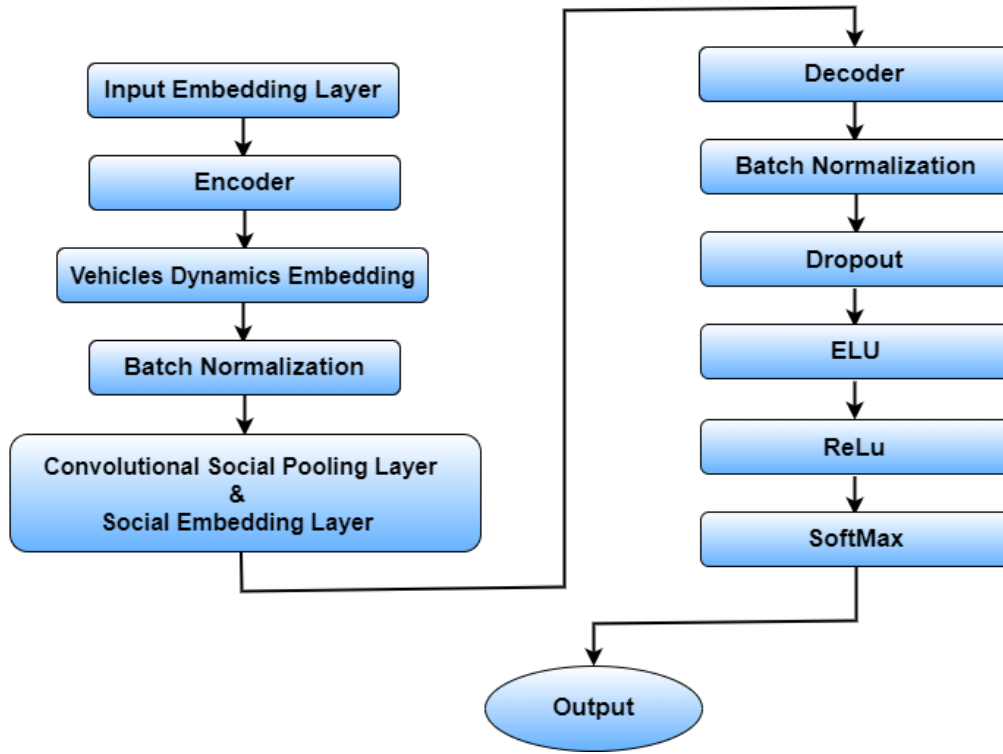 Input Embedding Layer
Encoder
Vehicles Dynamics Embedding
Batch Normalization
Convolutional Social Pooling Layer
&
Social Embedding Layer
Decoder
Batch Normalization
Dropout
ELU
ReLu
SoftMax
Output